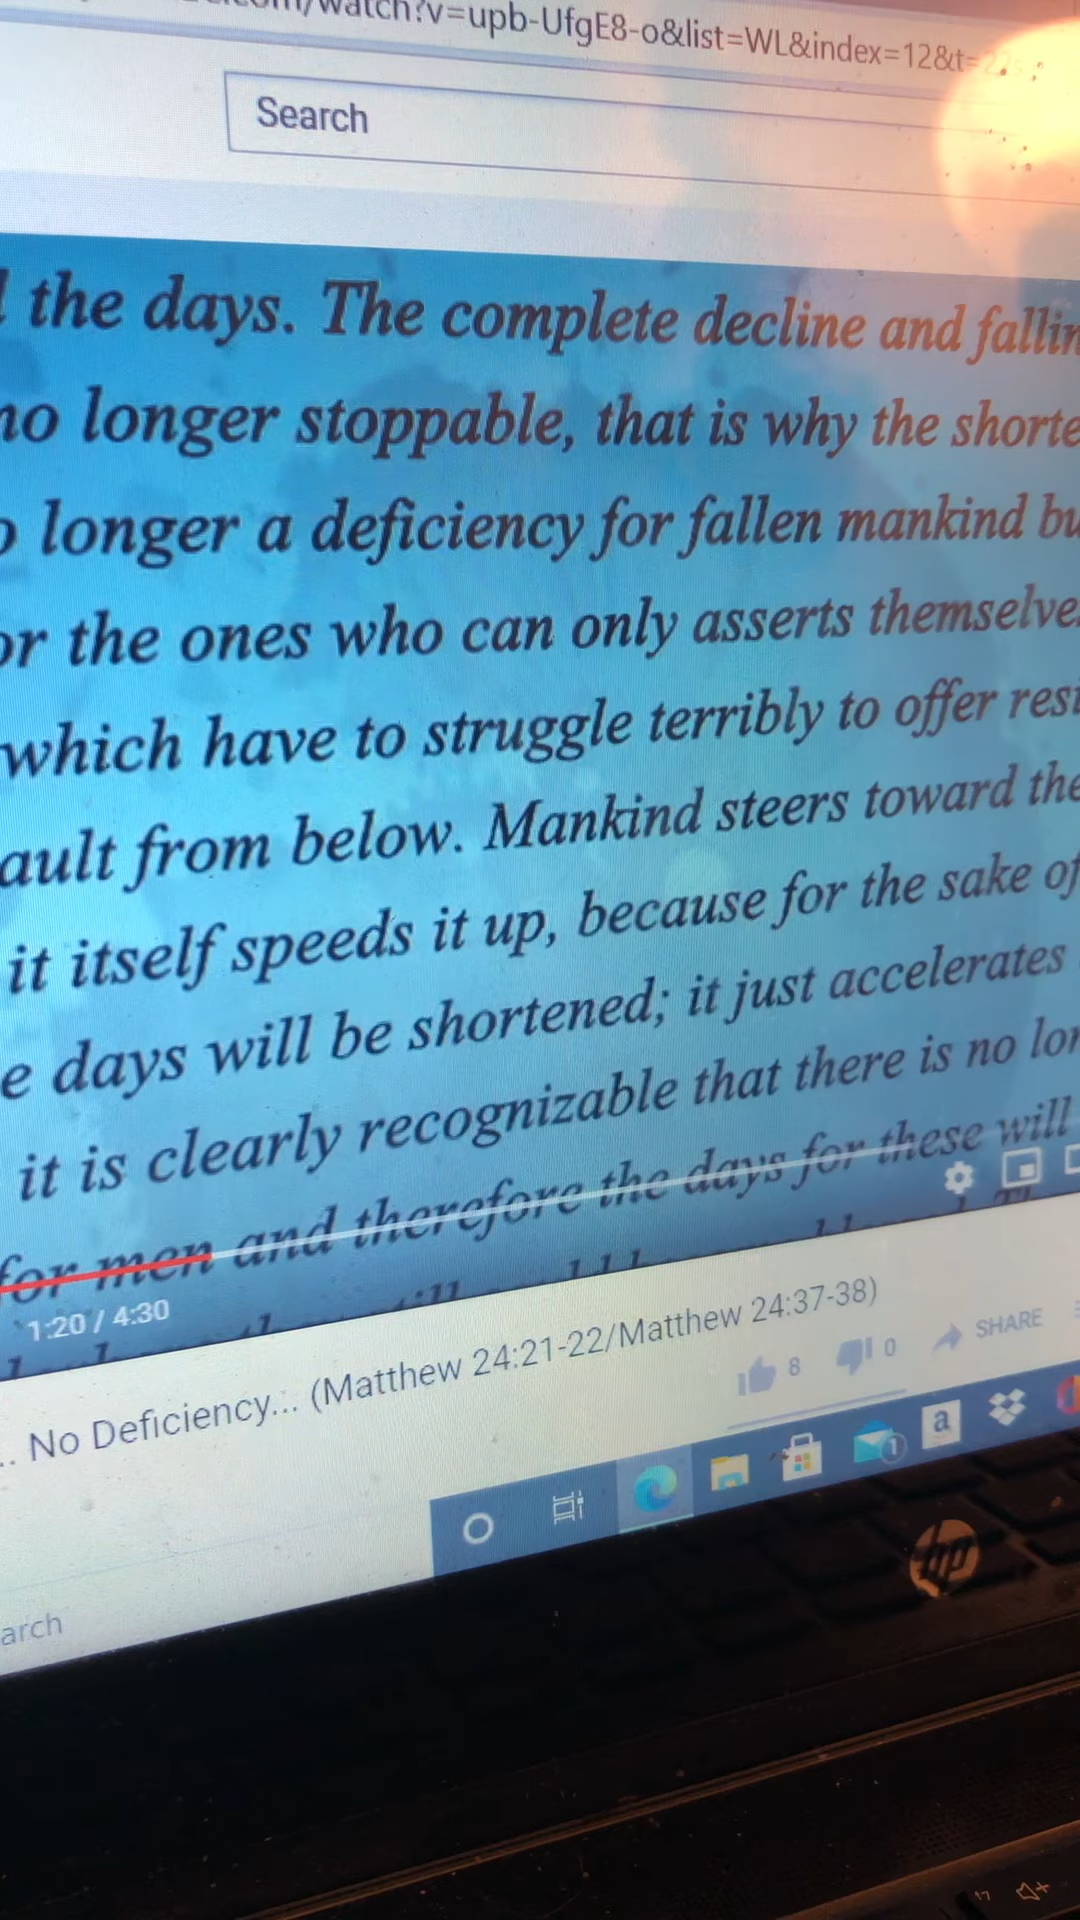 /watch?v=upb-UfgE8-o&list=WL&index=12&t=
Search
the days. The complete decline and fallin
no longer stoppable, that is why the shorte
longer a deficiency for fallen mankind bu
or the ones who can only asserts themselve
which have to struggle terribly to offer resi
ault from below. Mankind steers toward the
it itself speeds it up, because for the sake of
e days will be shortened; it just accelerates
it is clearly recognizable that there is no lon
for men and therefore the days for these will
1:20 / 4:30
.. No Deficiency... (Matthew 24:21-22/Matthew 24:37-38)
8 0 SHARE
a 1
hp
arch